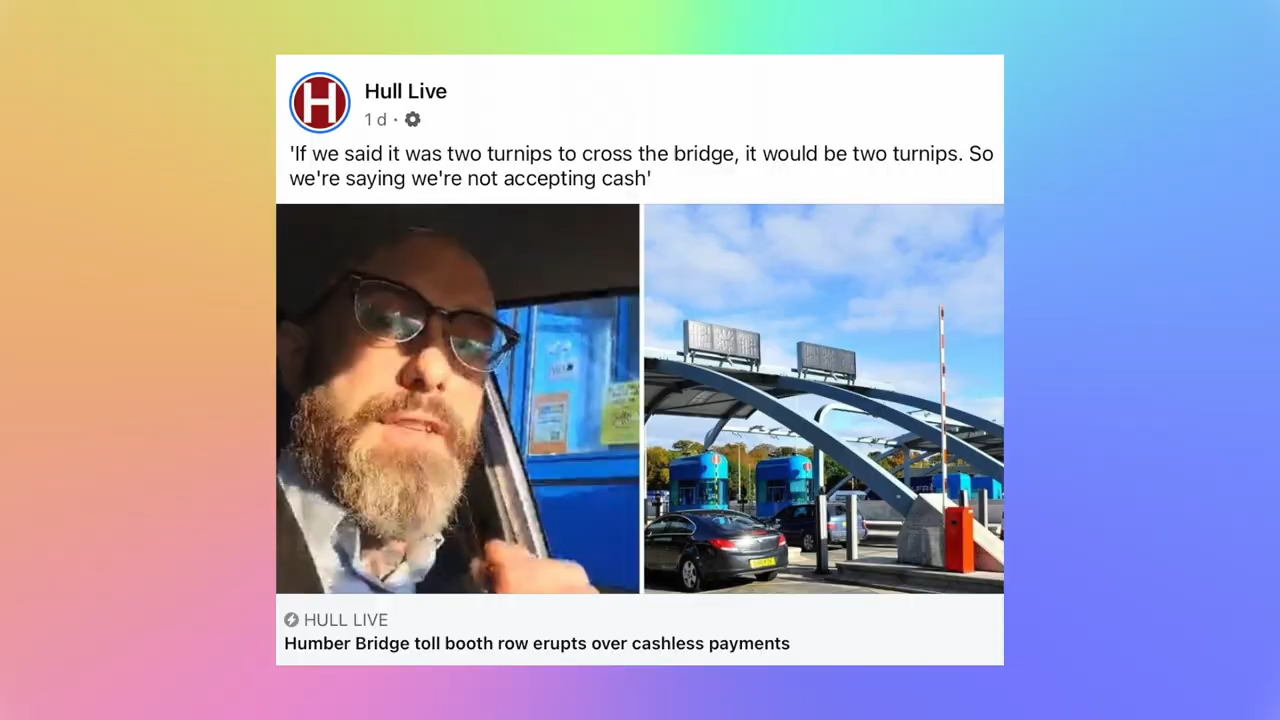 H
Hull Live
1 d ·
'If we said it was two turnips to cross the bridge, it would be two turnips. So
we're saying we're not accepting cash'
HULL LIVE
Humber Bridge toll booth row erupts over cashless payments